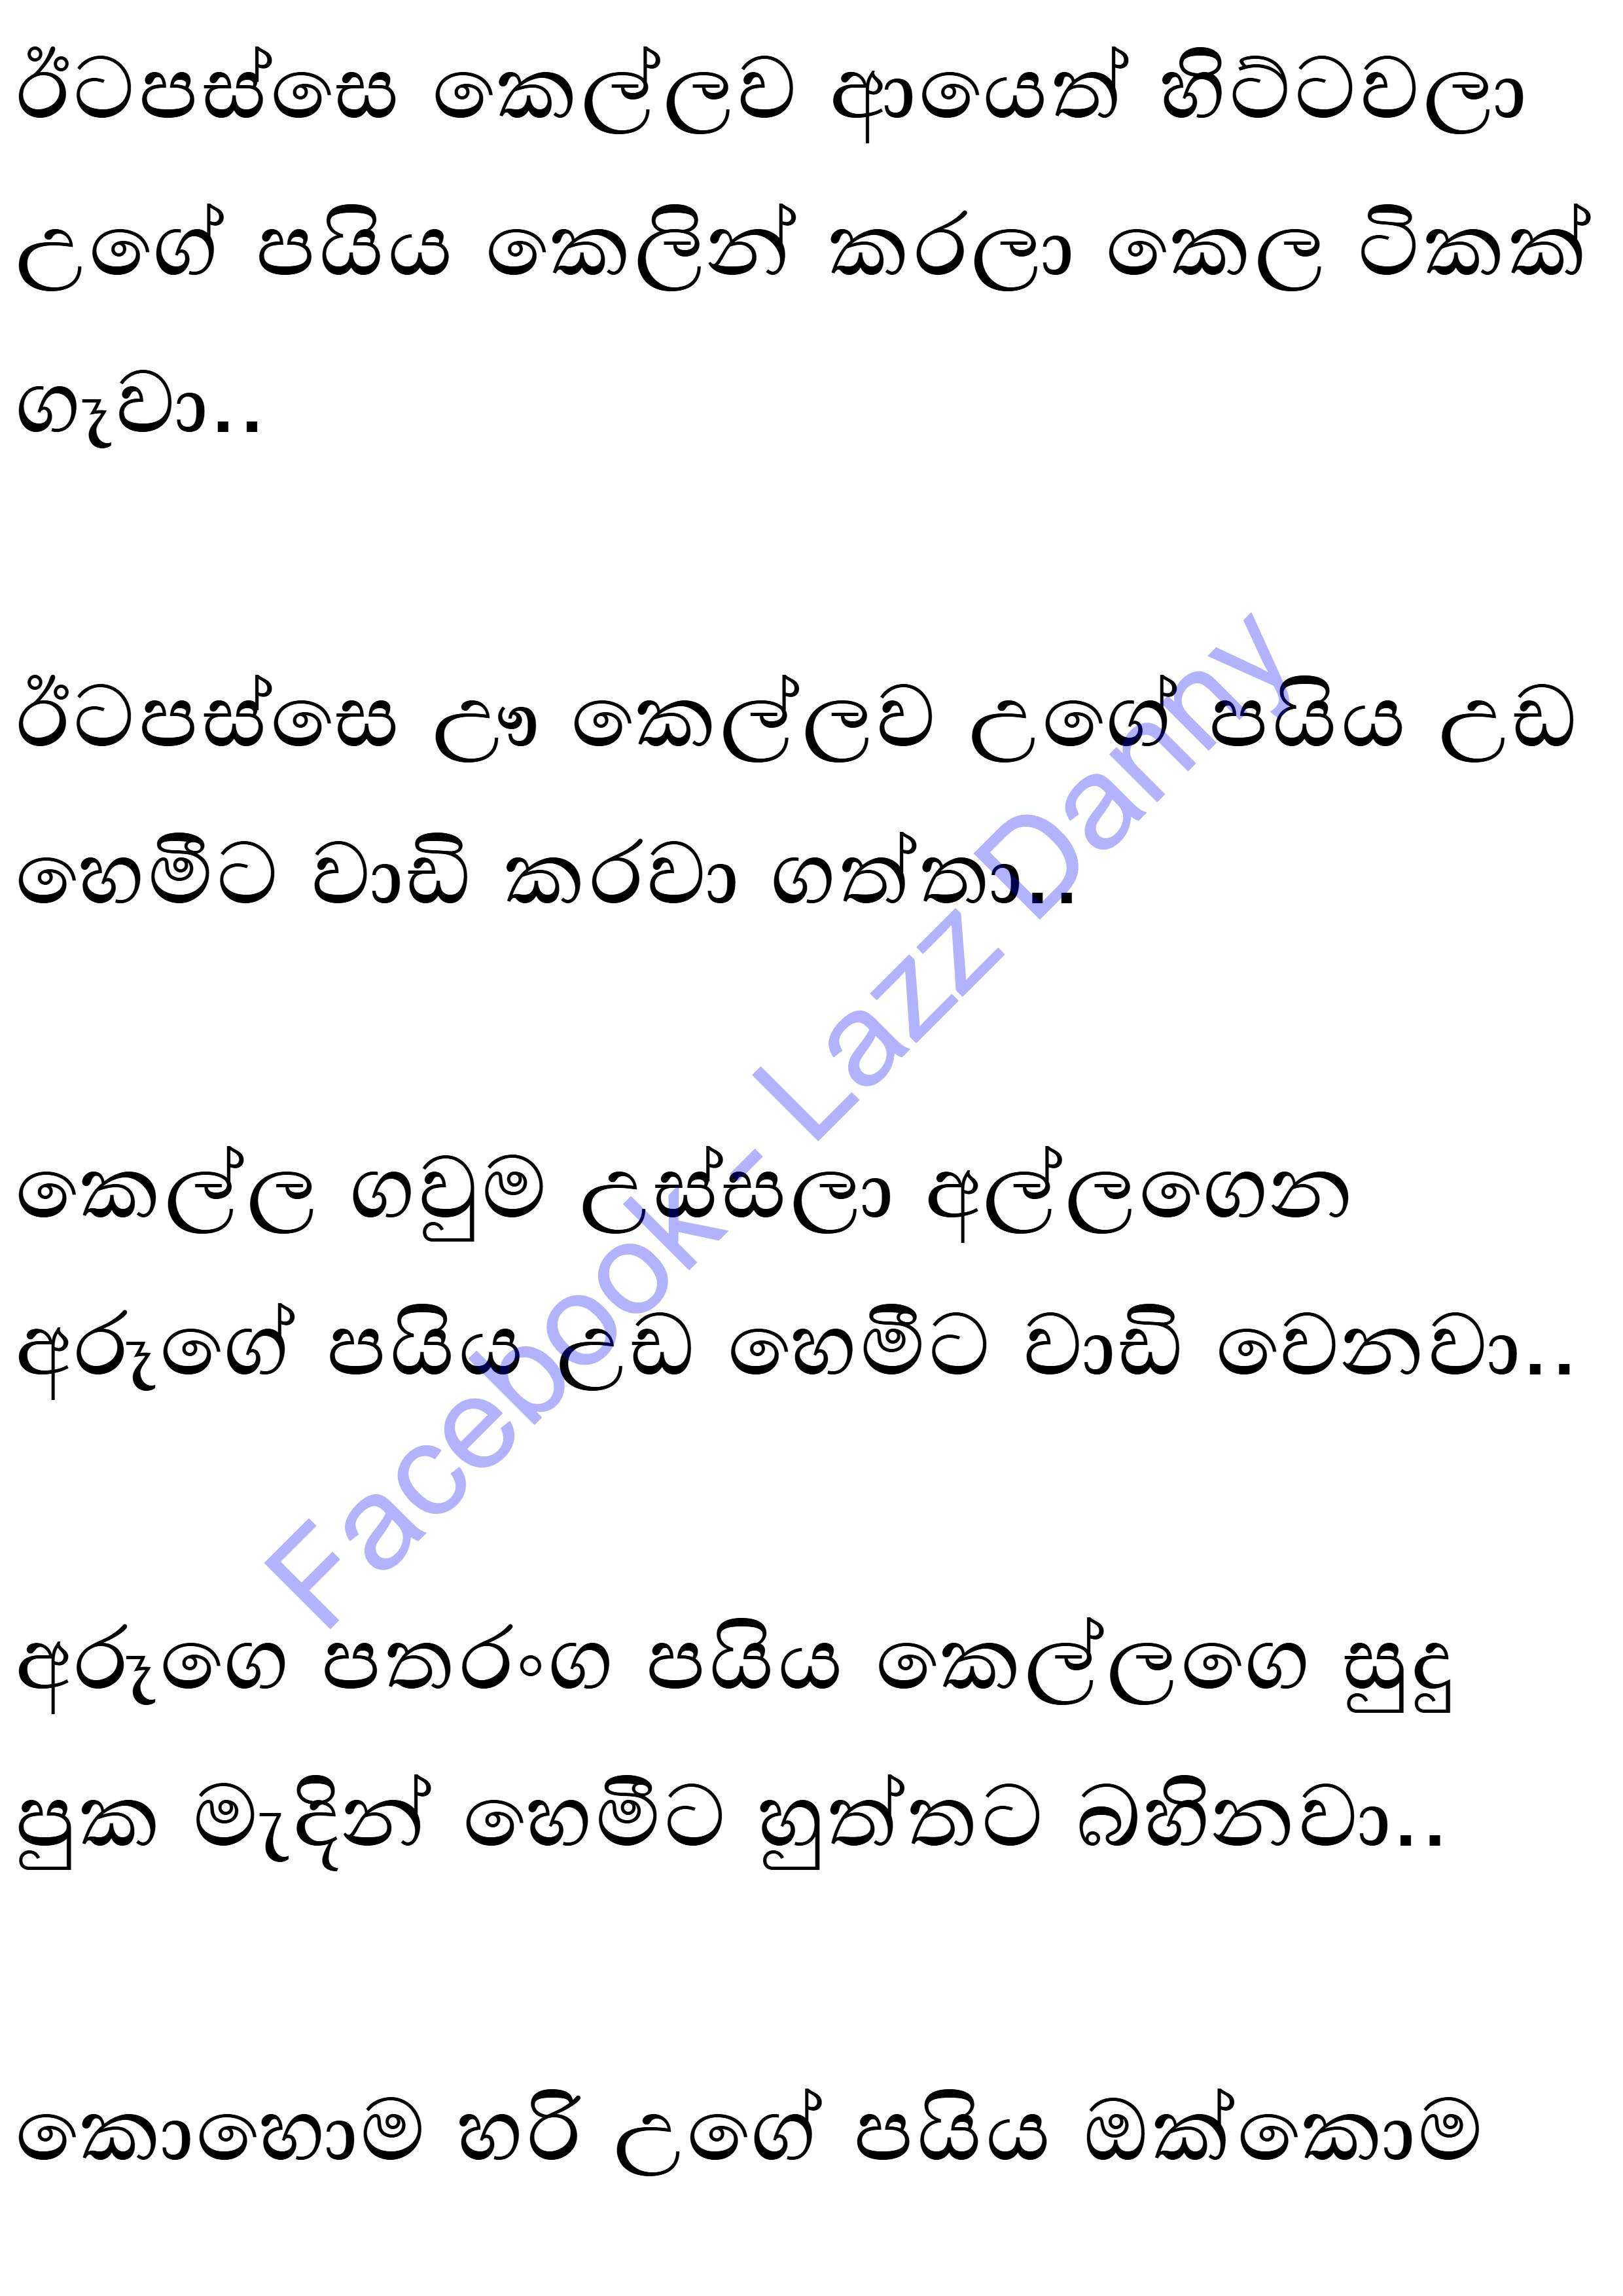 ඊටපස්සෙ කෙල්ලව ආයෙත් හිට්ටවලා
උගේ පයිය කෙලින් කරලා කෙල ටිකක්
ගෑවා..
ඊටපස්සෙ ඌ කෙල්ලව උගේ පයිය උඩ
හෙමීට වාඩි කරවා ගත්තා..
කෙල්ල ගවුම උස්සලා අල්ලගෙන
අරූගේ පයිය උඩ හෙමීට වාඩි වෙනවා..
අරූගෙ පතරංග පයිය කෙල්ලගෙ සුදු
පුක මැදින් හෙමීට හුත්තට බහිනවා..
කොහොම හරි උගේ පයිය ඔක්කොම
Facebook - Lazz Danny